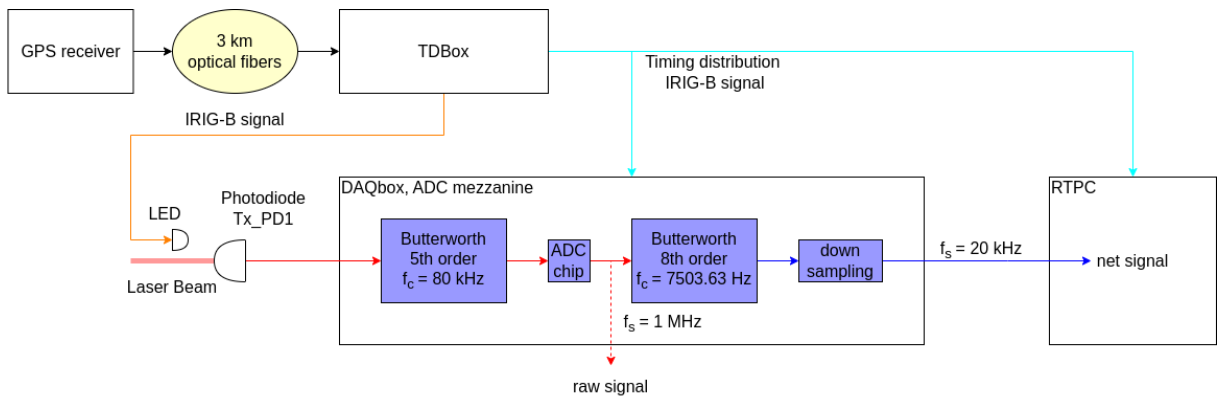 GPS receiver
3 km
optical fibers
TDBox
Timing distribution
IRIG-B signal
IRIG-B signal
Photodiode
Tx_PD1
LED
Laser Beam
DAQbox, ADC mezzanine
Butterworth
5th order
fc = 80 kHz
ADC
chip
Butterworth
8th order
fc = 7503.63 Hz
down
sampling
fs = 20 kHz
RTPC
net signal
fs = 1 MHz
raw signal